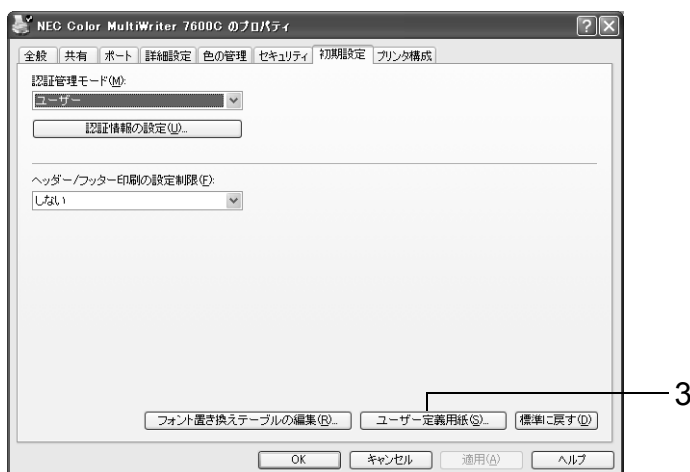 NEC Color MultiWriter 7600C のプロパティ
全般 共有 ポート 詳細設定 色の管理 セキュリティ 初期設定 プリンタ構成
認証管理モード(M):
ユーザー
認証情報の設定(U)...
ヘッダー/フッター印刷の設定制限(F):
しない
3
フォント置き換えテーブルの編集(R)... ユーザー定義用紙(S)... 標準に戻す(D)
OK キャンセル 適用(A) ヘルプ